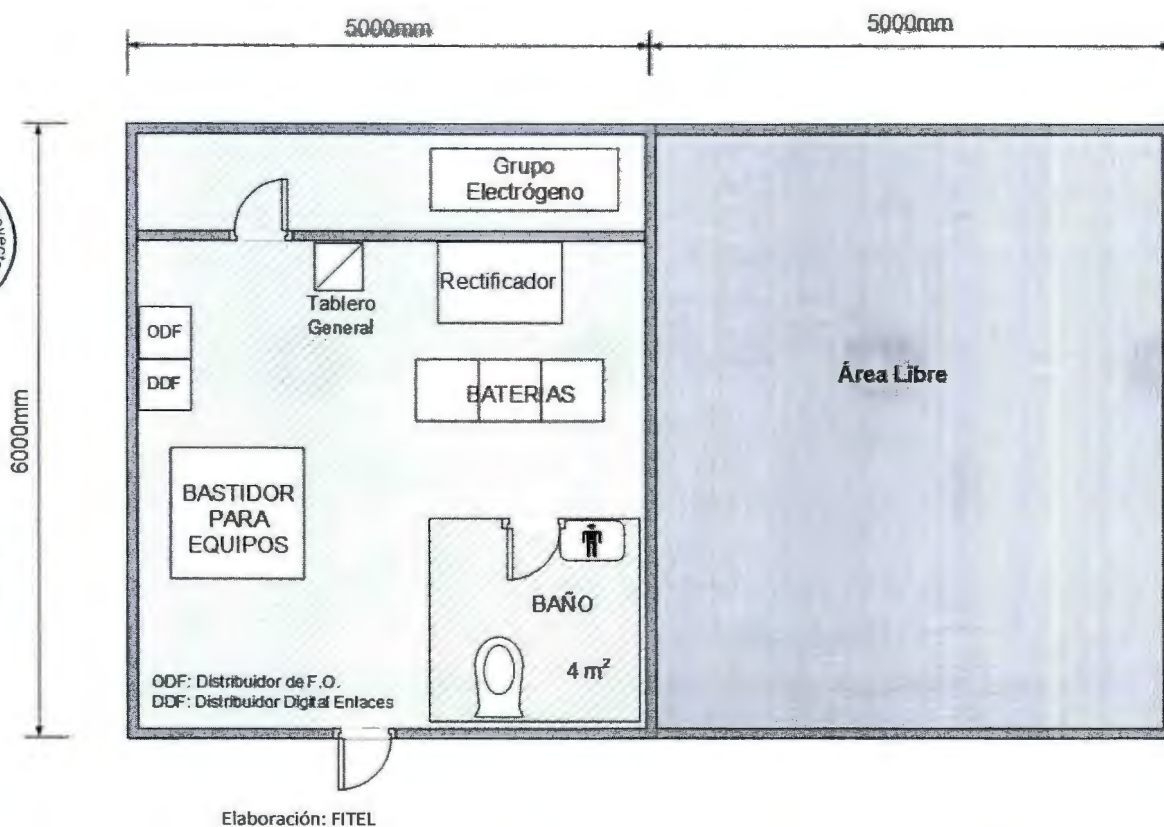 5000mm
5000mm
6000mm
Grupo
Electrógeno
Rectificador
Tablero
General
ODF
DDF
BATERIAS
Área Libre
BASTIDOR
PARA
EQUIPOS
BAÑO
4 m²
ODF: Distribuidor de F.O.
DDF: Distribuidor Digital Enlaces
Elaboración: FITEL